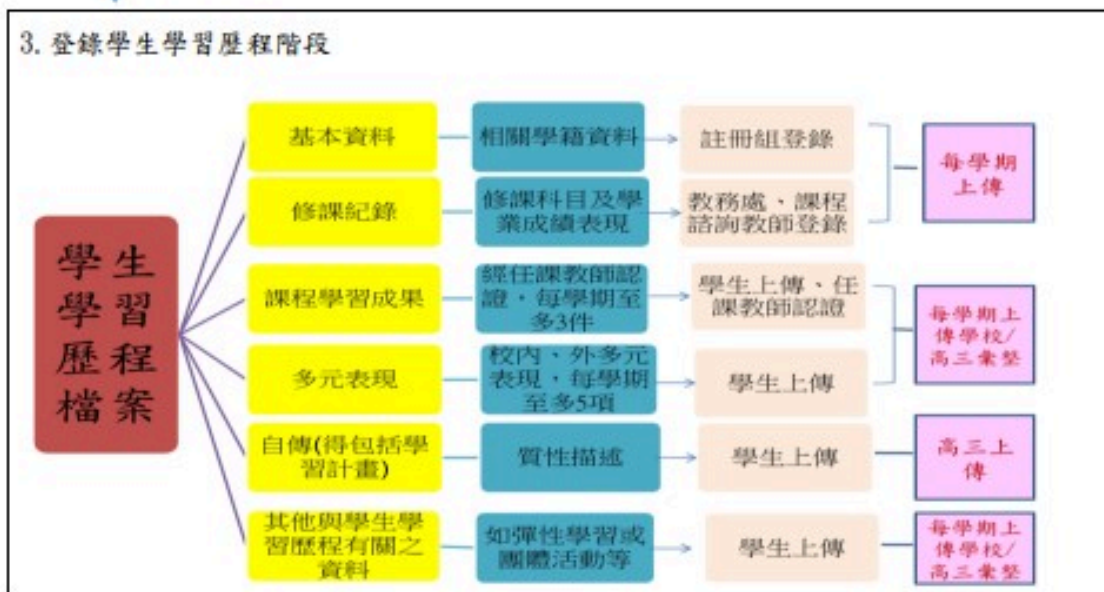 3. 登錄學生學習歷程階段
學生
學習
歷程
檔案
基本資料
相關學籍資料
註冊組登錄
每學期
上傳
修課紀錄
修課科目及學
業成績表現
教務處、課程
諮詢教師登錄
課程學習成果
經任課教師認
證，每學期至
多3件
學生上傳、任
課教師認證
每學期上
傳學校/
高三彙整
多元表現
校內、外多元
表現，每學期
至多5項
學生上傳
自傳(得包括學
習計畫)
質性描述
學生上傳
高三上
傳
其他與學生學
習歷程有關之
資料
如彈性學習或
團體活動等
學生上傳
每學期上
傳學校/
高三彙整